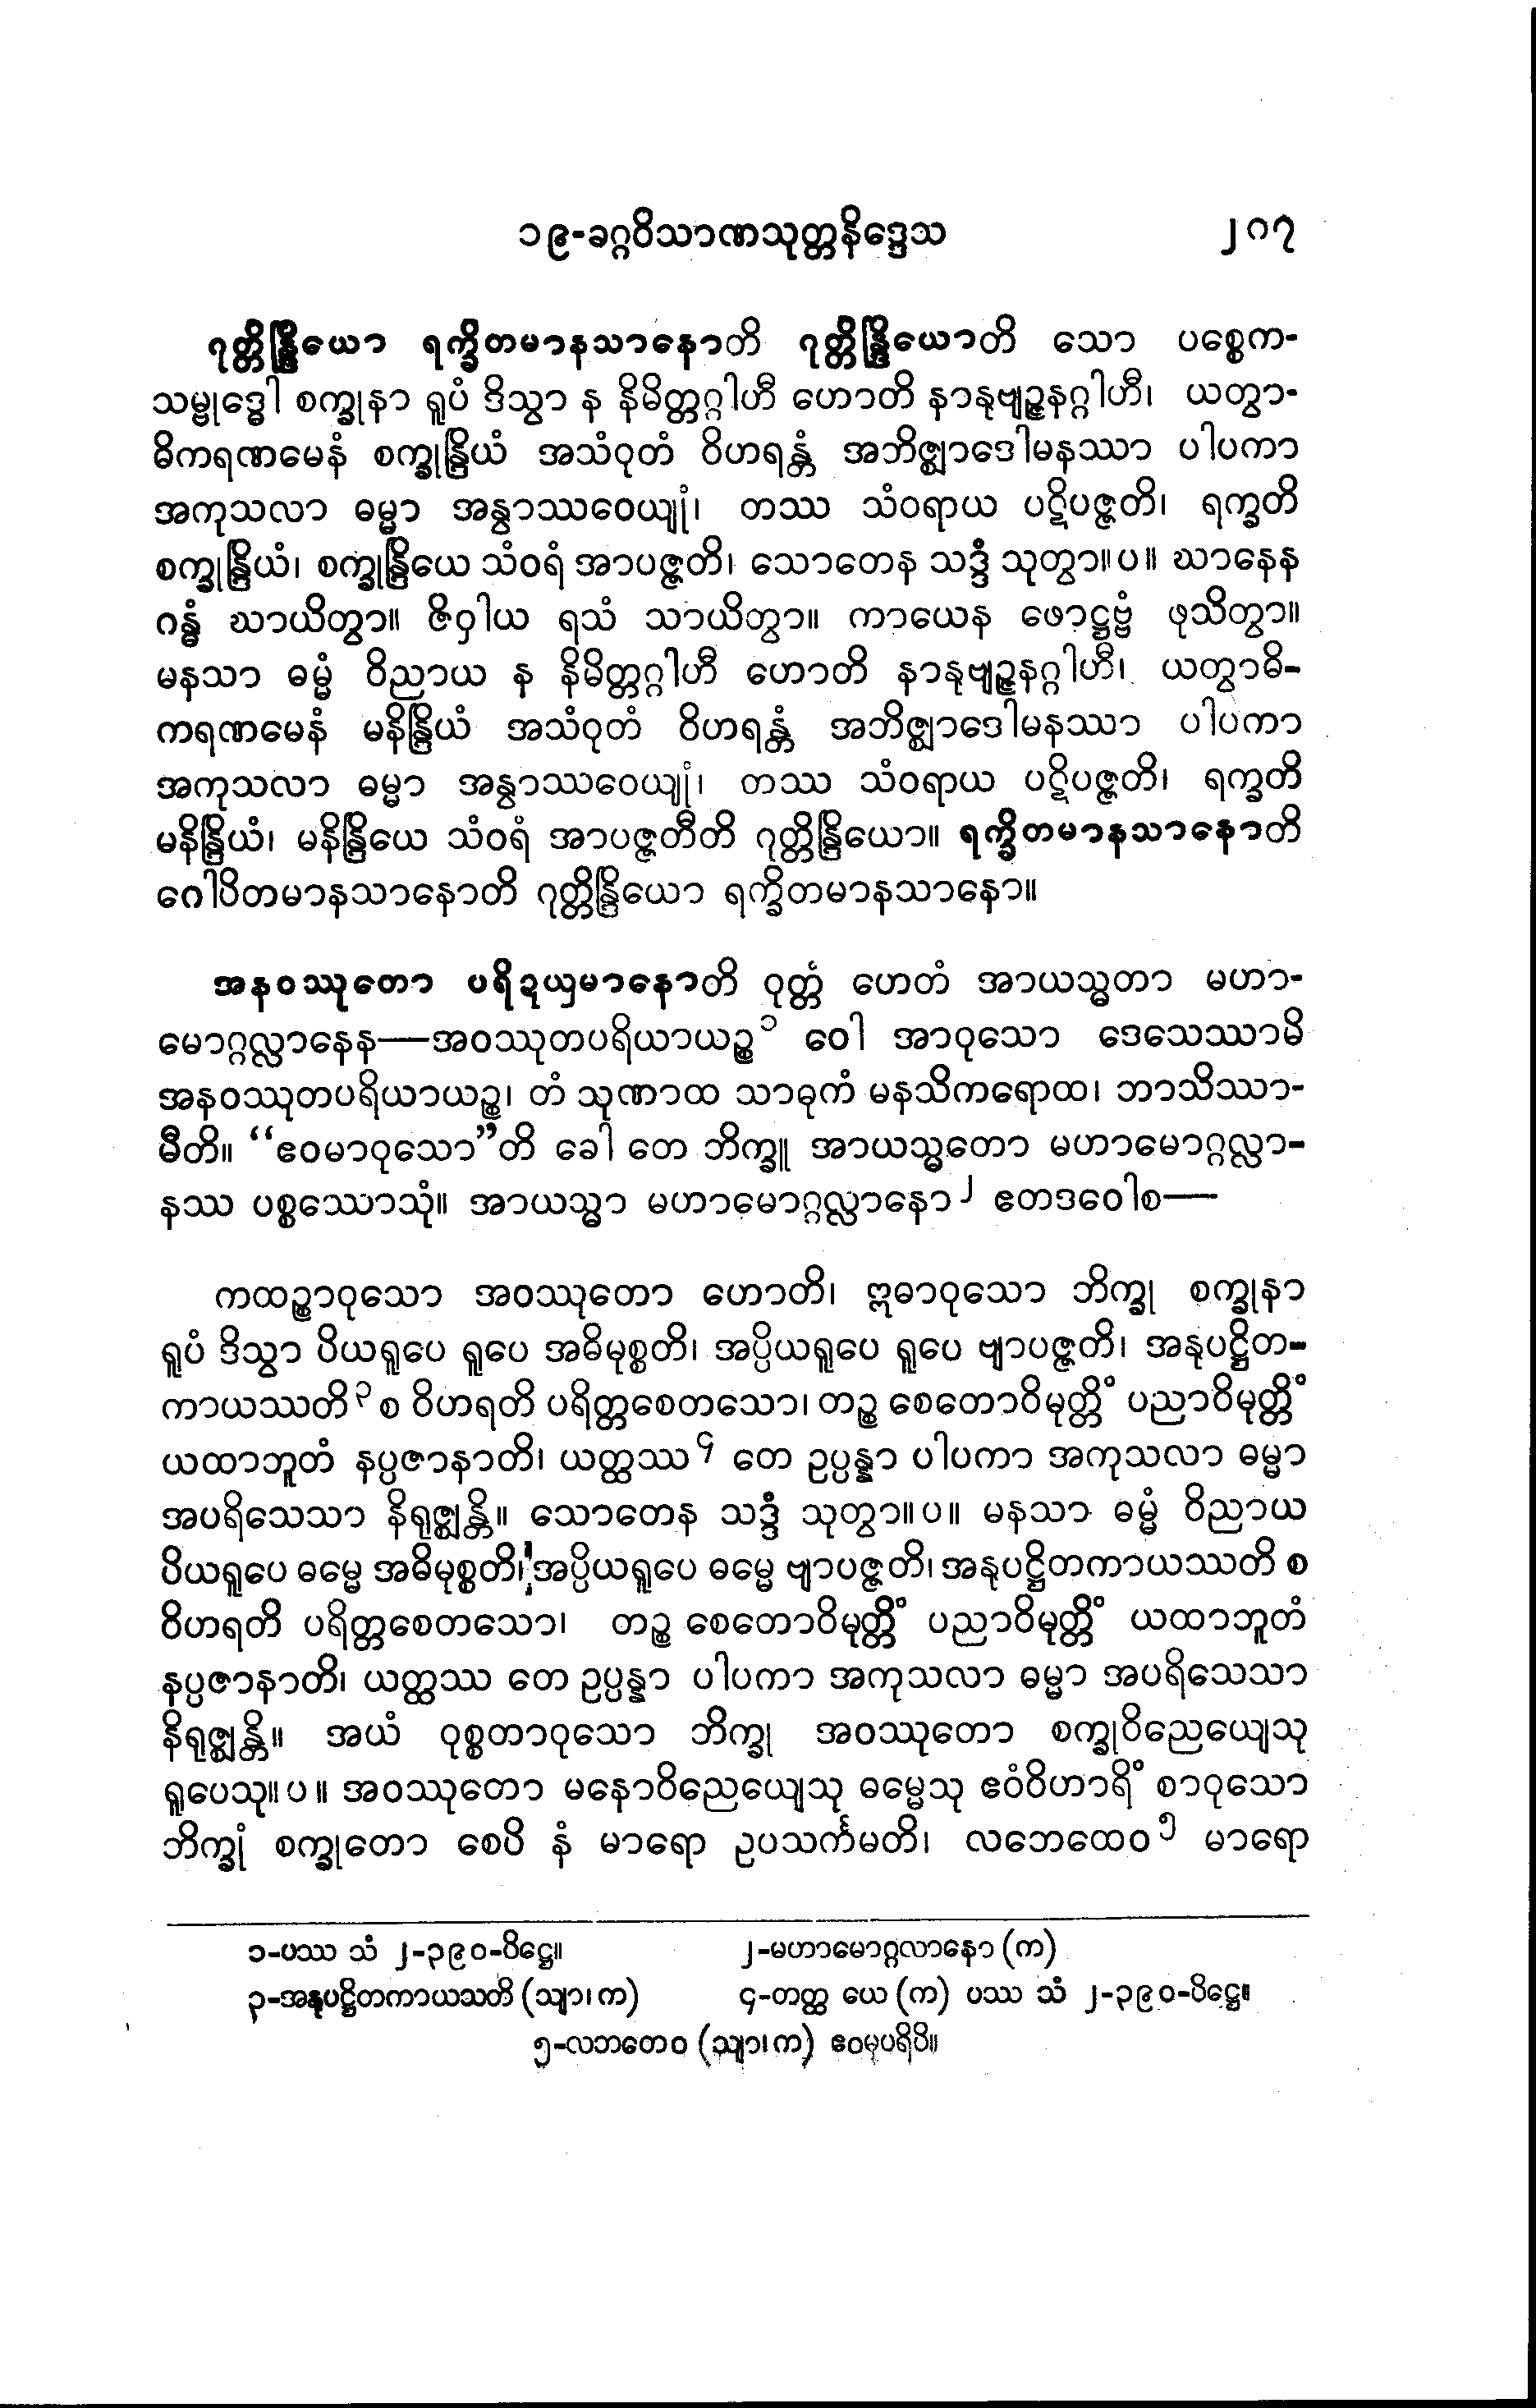 ၁၉-ခဂ္ဂဝိသာဏသုတ္တနိဒ္ဒေသ ၂၈၇
ဂုတ္တိန္ဒြိယော ရက္ခိတမာနသာနောတိ ဂုတ္တိန္ဒြိယောတိ သော ပစ္စေက-
သမ္ဗုဒ္ဓေါ စက္ခုနာ ရူပံ ဒိသွာ န နိမိတ္တဂ္ဂါဟီ ဟောတိ နာနုဗျဉ္ဇနဂ္ဂါဟီ၊ ယတွာ-
ဓိကရဏမေနံ စက္ခုန္ဒြိယံ အသံဝုတံ ဝိဟရန္တံ အဘိဇ္ဈာဒေါမနဿာ ပါပကာ
အကုသလာ ဓမ္မာ အနွာဿဝေယျုံ၊ တဿ သံဝရာယ ပဋိပဇ္ဇတိ၊ ရက္ခတိ
စက္ခုန္ဒြိယံ၊ စက္ခုန္ဒြိယေ သံဝရံ အာပဇ္ဇတိ၊ သောတေန သဒ္ဒံ သုတွာ။ပ။ ဃာနေန
ဂန္ဓံ ဃာယိတွာ။ ဇိဝှါယ ရသံ သာယိတွာ။ ကာယေန ဖောဋ္ဌဗ္ဗံ ဖုသိတွာ။
မနသာ ဓမ္မံ ဝိညာယ န နိမိတ္တဂ္ဂါဟီ ဟောတိ နာနုဗျဉ္ဇနဂ္ဂါဟီ၊ ယတွာဓိ-
ကရဏမေနံ မနိန္ဒြိယံ အသံဝုတံ ဝိဟရန္တံ အဘိဇ္ဈာဒေါမနဿာ ပါပကာ
အကုသလာ ဓမ္မာ အနွာဿဝေယျုံ၊ တဿ သံဝရာယ ပဋိပဇ္ဇတိ၊ ရက္ခတိ
မနိန္ဒြိယံ၊ မနိန္ဒြိယေ သံဝရံ အာပဇ္ဇတီတိ ဂုတ္တိန္ဒြိယော။ ရက္ခိတမာနသာနောတိ
ဂေါပိတမာနသာနောတိ ဂုတ္တိန္ဒြိယော ရက္ခိတမာနသာနော။
အနဝဿုတော ပရိဍယှမာနောတိ ဝုတ္တံ ဟေတံ အာယသ္မတာ မဟာ-
မောဂ္ဂလ္လာနေန—အဝဿုတပရိယာယဉ္စ၁ ဝေါ အာဝုသော ဒေသေဿာမိ
အနဝဿုတပရိယာယဉ္စ၊ တံ သုဏာထ သာဓုကံ မနသိကရောထ၊ ဘာသိဿာ-
မီတိ။ “ဧဝမာဝုသော”တိ ခေါ တေ ဘိက္ခူ အာယသ္မတော မဟာမောဂ္ဂလ္လာ-
နဿ ပစ္စဿောသုံ။ အာယသ္မာ မဟာမောဂ္ဂလ္လာနော၂ ဧတဒဝေါစ—
ကထဉ္စာဝုသော အဝဿုတော ဟောတိ၊ ဣဓာဝုသော ဘိက္ခု စက္ခုနာ
ရူပံ ဒိသွာ ပိယရူပေ ရူပေ အဓိမုစ္စတိ၊ အပ္ပိယရူပေ ရူပေ ဗျာပဇ္ဇတိ၊ အနုပဋ္ဌိတ-
ကာယဿတိ၃ စ ဝိဟရတိ ပရိတ္တစေတသော၊ တဉ္စ စေတောဝိမုတ္တိံ ပညာဝိမုတ္တိံ
ယထာဘူတံ နပ္ပဇာနာတိ၊ ယတ္ထဿ၄ တေ ဥပ္ပန္နာ ပါပကာ အကုသလာ ဓမ္မာ
အပရိသေသာ နိရုဇ္ဈန္တိ။ သောတေန သဒ္ဒံ သုတွာ။ပ။ မနသာ ဓမ္မံ ဝိညာယ
ပိယရူပေ ဓမ္မေ အဓိမုစ္စတိ၊ အပ္ပိယရူပေ ဓမ္မေ ဗျာပဇ္ဇတိ၊ အနုပဋ္ဌိတကာယဿတိ စ
ဝိဟရတိ ပရိတ္တစေတသော၊ တဉ္စ စေတောဝိမုတ္တိံ ပညာဝိမုတ္တိံ ယထာဘူတံ
နပ္ပဇာနာတိ၊ ယတ္ထဿ တေ ဥပ္ပန္နာ ပါပကာ အကုသလာ ဓမ္မာ အပရိသေသာ
နိရုဇ္ဈန္တိ။ အယံ ဝုစ္စတာဝုသော ဘိက္ခု အဝဿုတော စက္ခုဝိညေယျေသု
ရူပေသု။ပ။ အဝဿုတော မနောဝိညေယျေသု ဓမ္မေသု ဧဝံဝိဟာရိံ စာဝုသော
ဘိက္ခုံ စက္ခုတော စေပိ နံ မာရော ဥပသင်္ကမတိ၊ လဘေထေဝ၅ မာရော
၁-ပဿ သံ ၂-၃၉၀-ပိဋ္ဌေ။ ၂-မဟာမောဂ္ဂလာနော (က)
၃-အနုပဋ္ဌိတကာယသတိ (သျာ၊က) ၄-တတ္ထ ယေ (က) ပဿ သံ ၂-၃၉၀-ပိဋ္ဌေ။
၅-လဘတေဝ (သျာ၊က) ဧဝမုပရိပိ။